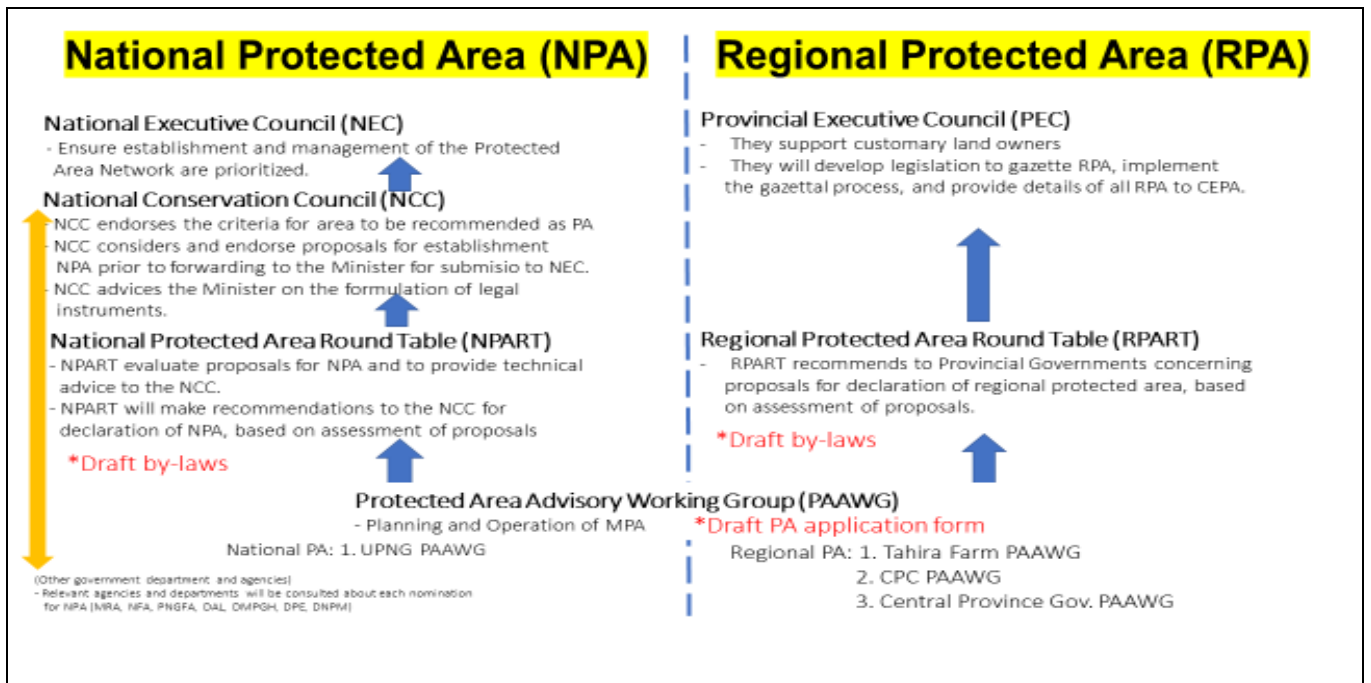 National Protected Area (NPA)
National Executive Council (NEC)
- Ensure establishment and management of the Protected
Area Network are prioritized.
National Conservation Council (NCC)
- NCC endorses the criteria for area to be recommended as PA
- NCC considers and endorse proposals for establishment
NPA prior to forwarding to the Minister for submisio to NEC.
- NCC advices the Minister on the formulation of legal
instruments.
National Protected Area Round Table (NPART)
- NPART evaluate proposals for NPA and to provide technical
advice to the NCC.
- NPART will make recommendations to the NCC for
declaration of NPA, based on assessment of proposals
*Draft by-laws
Regional Protected Area (RPA)
Provincial Executive Council (PEC)
- They support customary land owners
- They will develop legislation to gazette RPA, implement
the gazettal process, and provide details of all RPA to CEPA.
Regional Protected Area Round Table (RPART)
- RPART recommends to Provincial Governments concerning
proposals for declaration of regional protected area, based
on assessment of proposals.
*Draft by-laws
Protected Area Advisory Working Group (PAAWG)
- Planning and Operation of MPA
*Draft PA application form
National PA: 1. UPNG PAAWG
Regional PA: 1. Tahira Farm PAAWG
2. CPC PAAWG
3. Central Province Gov. PAAWG
(Other government department and agencies)
- Relevant agencies and departments will be consulted about each nomination
for NPA (MRA, NFA, PNGFA, DAL, OMPGH, DPE, DNPM)